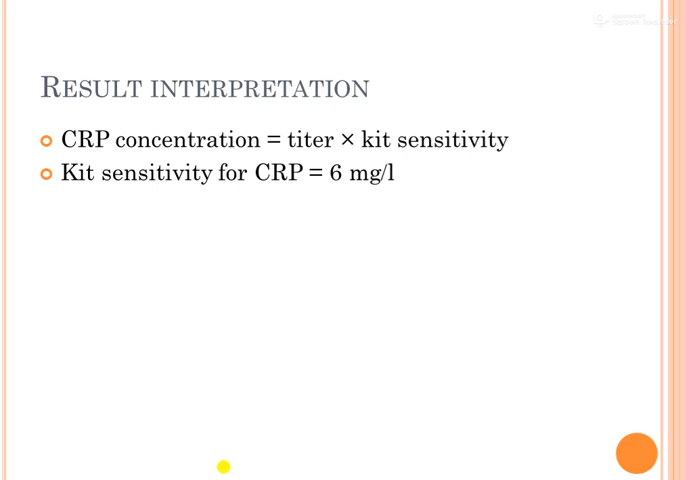 RESULT INTERPRETATION
CRP concentration = titer × kit sensitivity
Kit sensitivity for CRP = 6 mg/l